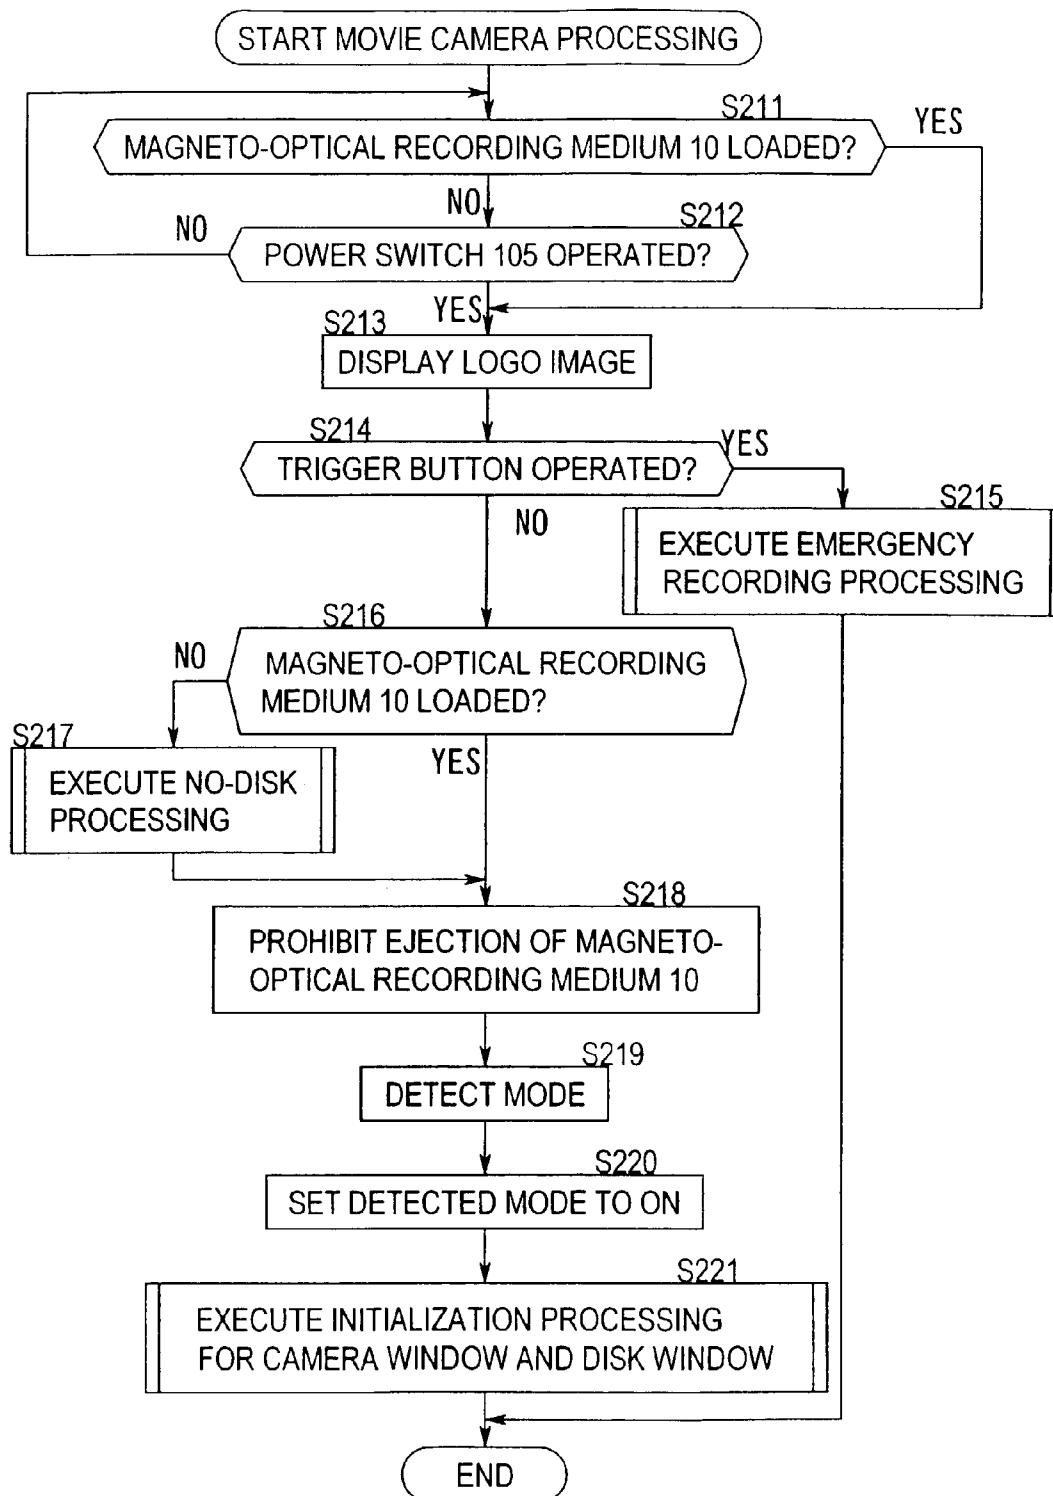 START MOVIE CAMERA PROCESSING
S211
YES
MAGNETO-OPTICAL RECORDING MEDIUM 10 LOADED?
NO
S212
NO
POWER SWITCH 105 OPERATED?
YES
S213
DISPLAY LOGO IMAGE
S214
YES
TRIGGER BUTTON OPERATED?
S215
NO
EXECUTE EMERGENCY
RECORDING PROCESSING
S216
NO
MAGNETO-OPTICAL RECORDING
MEDIUM 10 LOADED?
S217
YES
EXECUTE NO-DISK
PROCESSING
S218
PROHIBIT EJECTION OF MAGNETO-
OPTICAL RECORDING MEDIUM 10
S219
DETECT MODE
S220
SET DETECTED MODE TO ON
S221
EXECUTE INITIALIZATION PROCESSING
FOR CAMERA WINDOW AND DISK WINDOW
END